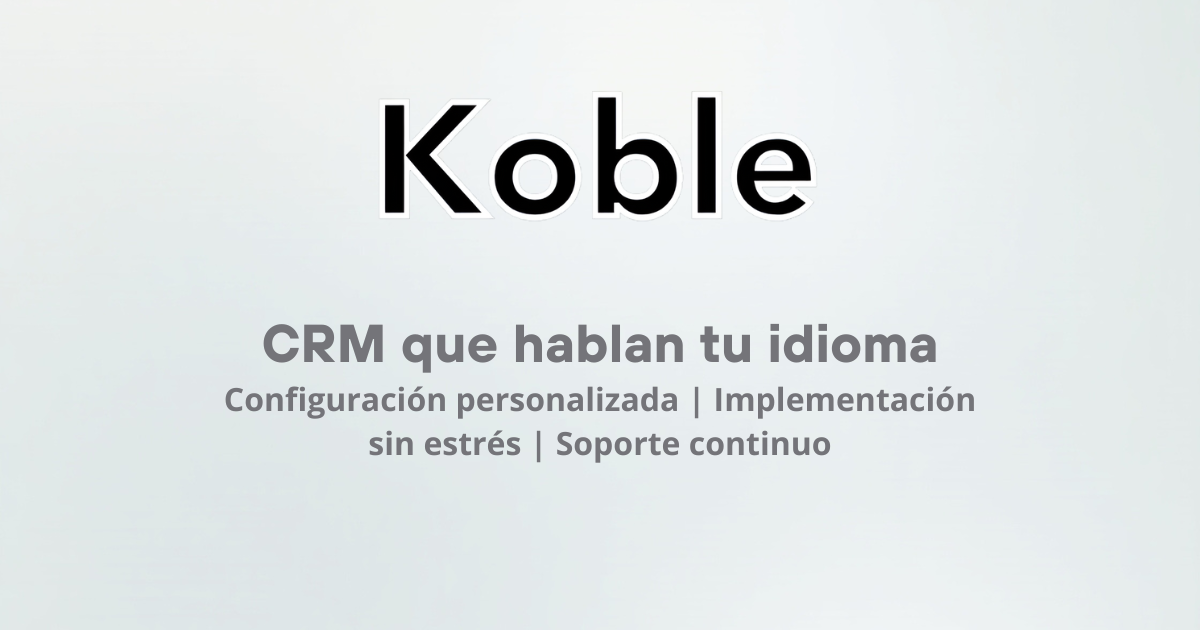 Koble
CRM que hablan tu idioma
Configuración personalizada | Implementación
sin estrés | Soporte continuo